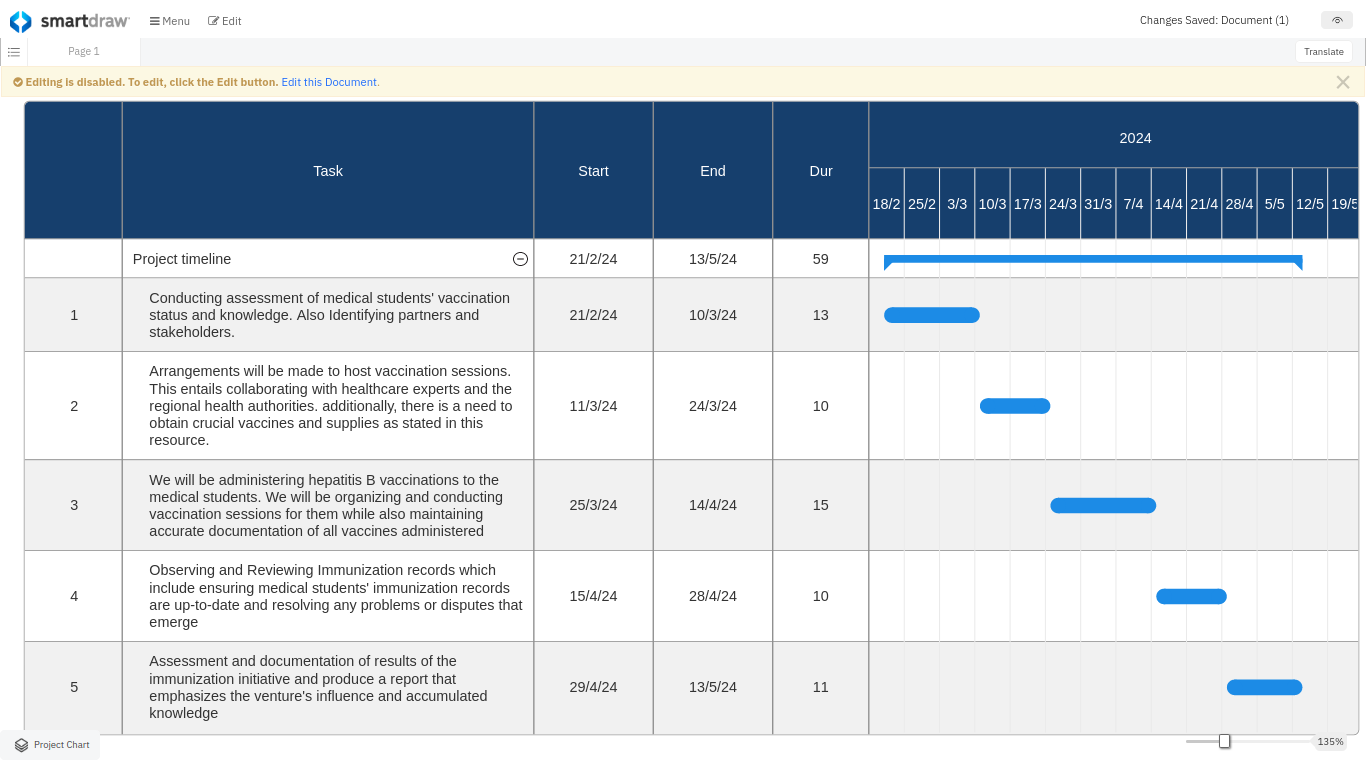 smartdraw
Menu
Edit
Changes Saved: Document (1)
Page 1
Translate
Editing is disabled. To edit, click the Edit button. Edit this Document.
Task
Start
End
Dur
2024
18/2 25/2 3/3 10/3 17/3 24/3 31/3 7/4 14/4 21/4 28/4 5/5 12/5 19/5
Project timeline 21/2/24 13/5/24 59
1
Conducting assessment of medical students' vaccination
status and knowledge. Also Identifying partners and
stakeholders.
21/2/24 10/3/24 13
2
Arrangements will be made to host vaccination sessions.
This entails collaborating with healthcare experts and the
regional health authorities. additionally, there is a need to
obtain crucial vaccines and supplies as stated in this
resource.
11/3/24 24/3/24 10
3
We will be administering hepatitis B vaccinations to the
medical students. We will be organizing and conducting
vaccination sessions for them while also maintaining
accurate documentation of all vaccines administered
25/3/24 14/4/24 15
4
Observing and Reviewing Immunization records which
include ensuring medical students' immunization records
are up-to-date and resolving any problems or disputes that
emerge
15/4/24 28/4/24 10
5
Assessment and documentation of results of the
immunization initiative and produce a report that
emphasizes the venture's influence and accumulated
knowledge
29/4/24 13/5/24 11
Project Chart
135%